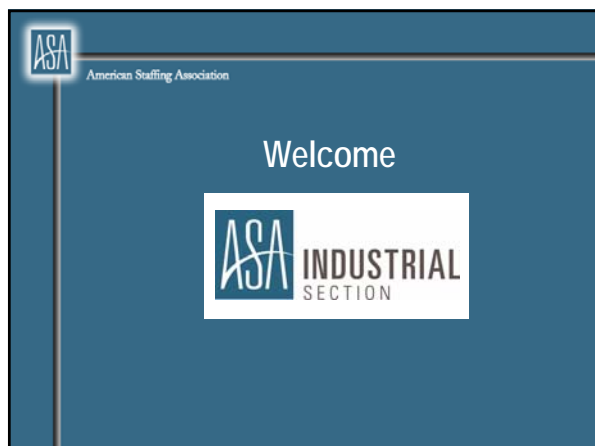 ASA
American Staffing Association
Welcome
ASA INDUSTRIAL
SECTION